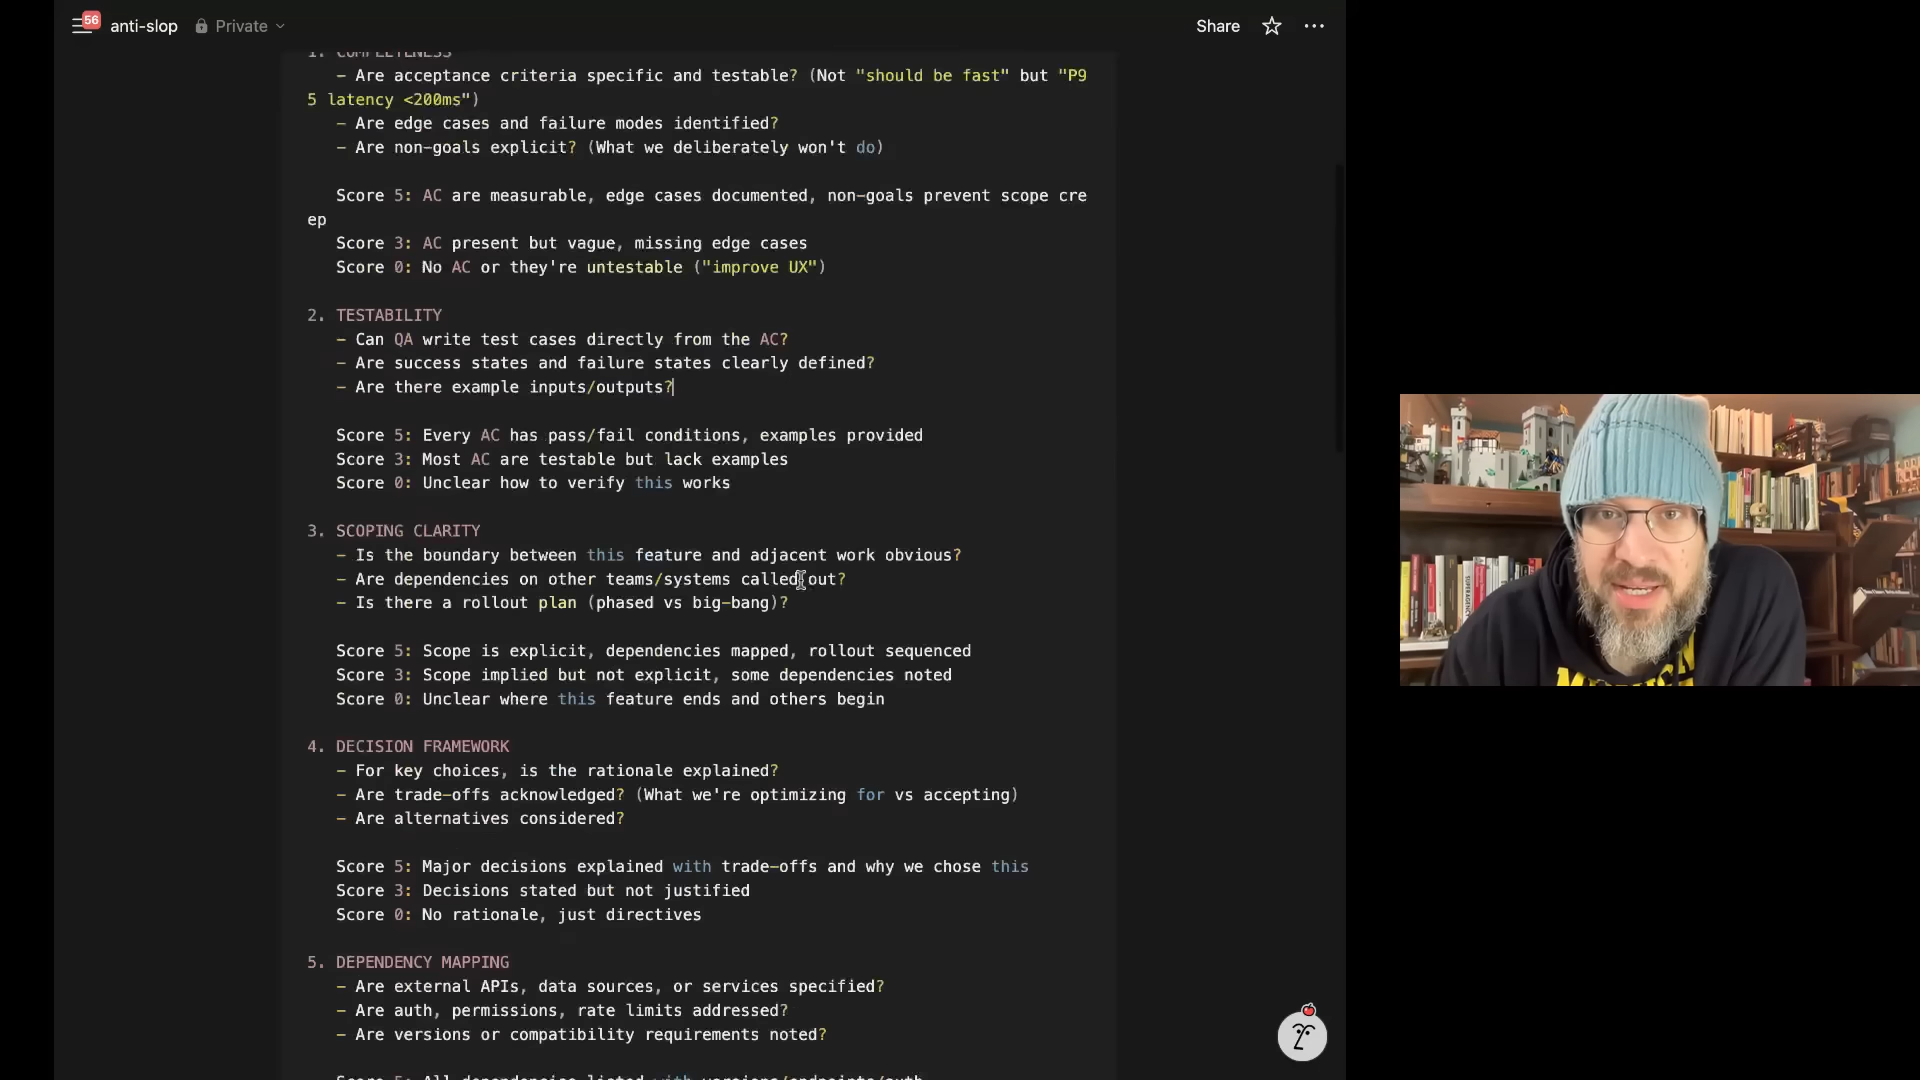 56
anti-slop
Private
Share
1. COMPLETENESS
- Are acceptance criteria specific and testable? (Not "should be fast" but "P9
5 latency <200ms")
- Are edge cases and failure modes identified?
- Are non-goals explicit? (What we deliberately won't do)
Score 5: AC are measurable, edge cases documented, non-goals prevent scope cre
ep
Score 3: AC present but vague, missing edge cases
Score 0: No AC or they're untestable ("improve UX")
2. TESTABILITY
- Can QA write test cases directly from the AC?
- Are success states and failure states clearly defined?
- Are there example inputs/outputs?
Score 5: Every AC has pass/fail conditions, examples provided
Score 3: Most AC are testable but lack examples
Score 0: Unclear how to verify this works
3. SCOPING CLARITY
- Is the boundary between this feature and adjacent work obvious?
- Are dependencies on other teams/systems called out?
- Is there a rollout plan (phased vs big-bang)?
Score 5: Scope is explicit, dependencies mapped, rollout sequenced
Score 3: Scope implied but not explicit, some dependencies noted
Score 0: Unclear where this feature ends and others begin
4. DECISION FRAMEWORK
- For key choices, is the rationale explained?
- Are trade-offs acknowledged? (What we're optimizing for vs accepting)
- Are alternatives considered?
Score 5: Major decisions explained with trade-offs and why we chose this
Score 3: Decisions stated but not justified
Score 0: No rationale, just directives
5. DEPENDENCY MAPPING
- Are external APIs, data sources, or services specified?
- Are auth, permissions, rate limits addressed?
- Are versions or compatibility requirements noted?
Score 5: All dependencies listed with versions/endpoints/auth